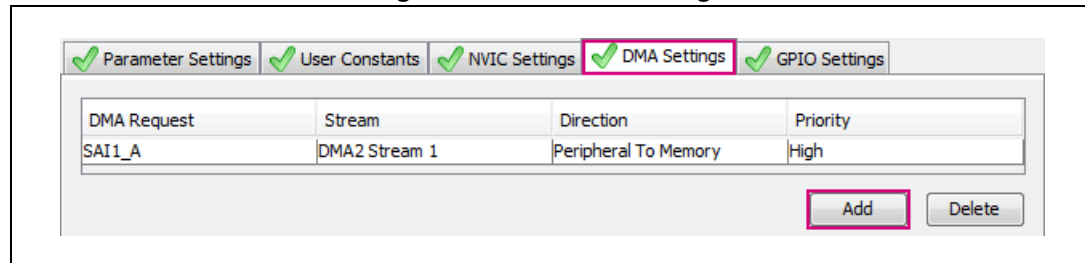 Parameter Settings User Constants NVIC Settings DMA Settings GPIO Settings
DMA Request Stream Direction Priority
SAI1_A DMA2 Stream 1 Peripheral To Memory High
Add Delete